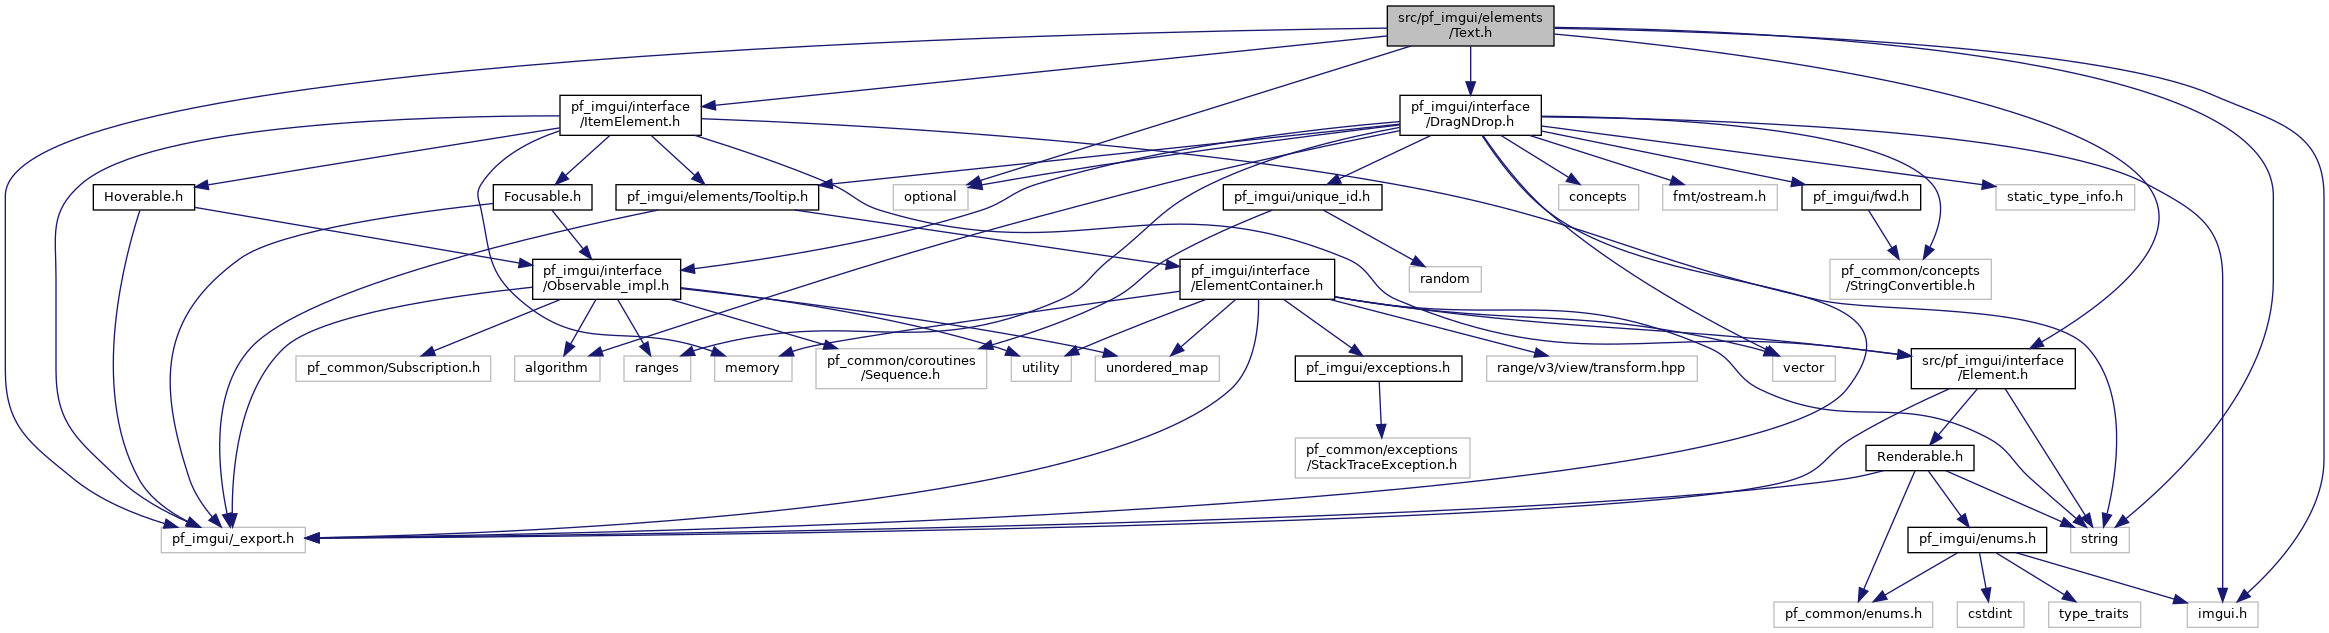 src/pf_imgui/elements
/Text.h
pf_imgui/interface
/ItemElement.h
pf_imgui/interface
/DragNDrop.h
Hoverable.h
Focusable.h
pf_imgui/elements/Tooltip.h
optional
pf_imgui/unique_id.h
concepts
fmt/ostream.h
pf_imgui/fwd.h
static_type_info.h
pf_imgui/interface
/Observable_impl.h
pf_imgui/interface
/ElementContainer.h
random
pf_common/concepts
/StringConvertible.h
pf_common/Subscription.h
algorithm
ranges
memory
pf_common/coroutines
/Sequence.h
utility
unordered_map
pf_imgui/exceptions.h
range/v3/view/transform.hpp
vector
src/pf_imgui/interface
/Element.h
pf_common/exceptions
/StackTraceException.h
Renderable.h
pf_imgui/_export.h
pf_imgui/enums.h
string
pf_common/enums.h
cstdint
type_traits
imgui.h